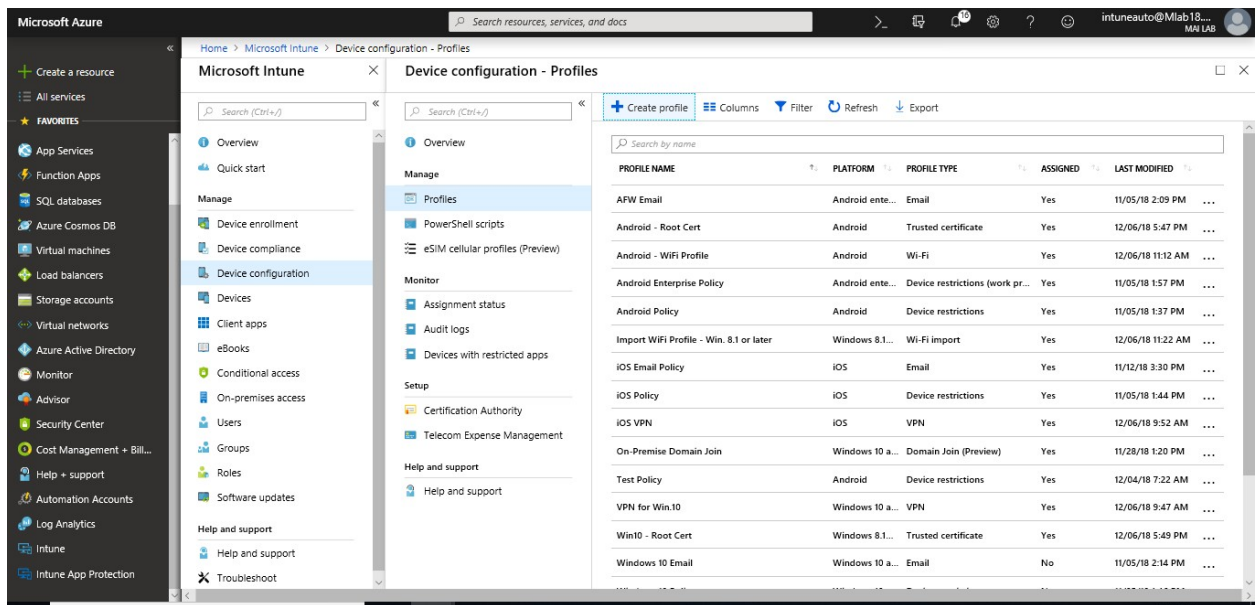 Microsoft Azure
Search resources, services, and docs
16
intuneauto@Mlab18....
MAI LAB
Home > Microsoft Intune > Device configuration - Profiles
Create a resource
All services
FAVORITES
App Services
Function Apps
SQL databases
Azure Cosmos DB
Virtual machines
Load balancers
Storage accounts
Virtual networks
Azure Active Directory
Monitor
Advisor
Security Center
Cost Management + Bill...
Help + support
Automation Accounts
Log Analytics
Intune
Intune App Protection
Microsoft Intune
Search (Ctrl+/)
Overview
Quick start
Manage
Device enrollment
Device compliance
Device configuration
Devices
Client apps
eBooks
Conditional access
On-premises access
Users
Groups
Roles
Software updates
Help and support
Help and support
Troubleshoot
Device configuration - Profiles
Search (Ctrl+/)
Overview
Manage
Profiles
PowerShell scripts
eSIM cellular profiles (Preview)
Monitor
Assignment status
Audit logs
Devices with restricted apps
Setup
Certification Authority
Telecom Expense Management
Help and support
Help and support
Create profile Columns Filter Refresh Export
Search by name
PROFILE NAME PLATFORM PROFILE TYPE ASSIGNED LAST MODIFIED
AFW Email Android ente... Email Yes 11/05/18 2:09 PM ...
Android - Root Cert Android Trusted certificate Yes 12/06/18 5:47 PM ...
Android - WiFi Profile Android Wi-Fi Yes 12/06/18 11:12 AM ...
Android Enterprise Policy Android ente... Device restrictions (work pr... Yes 11/05/18 1:57 PM ...
Android Policy Android Device restrictions Yes 11/05/18 1:37 PM ...
Import WiFi Profile - Win. 8.1 or later Windows 8.1... Wi-Fi import Yes 12/06/18 11:22 AM ...
iOS Email Policy iOS Email Yes 11/12/18 3:30 PM ...
iOS Policy iOS Device restrictions Yes 11/05/18 1:44 PM ...
iOS VPN iOS VPN Yes 12/06/18 9:52 AM ...
On-Premise Domain Join Windows 10 a... Domain Join (Preview) Yes 11/28/18 1:20 PM ...
Test Policy Android Device restrictions Yes 12/04/18 7:22 AM ...
VPN for Win.10 Windows 10 a... VPN Yes 12/06/18 9:47 AM ...
Win10 - Root Cert Windows 8.1... Trusted certificate Yes 12/06/18 5:49 PM ...
Windows 10 Email Windows 10 a... Email No 11/05/18 2:14 PM ...